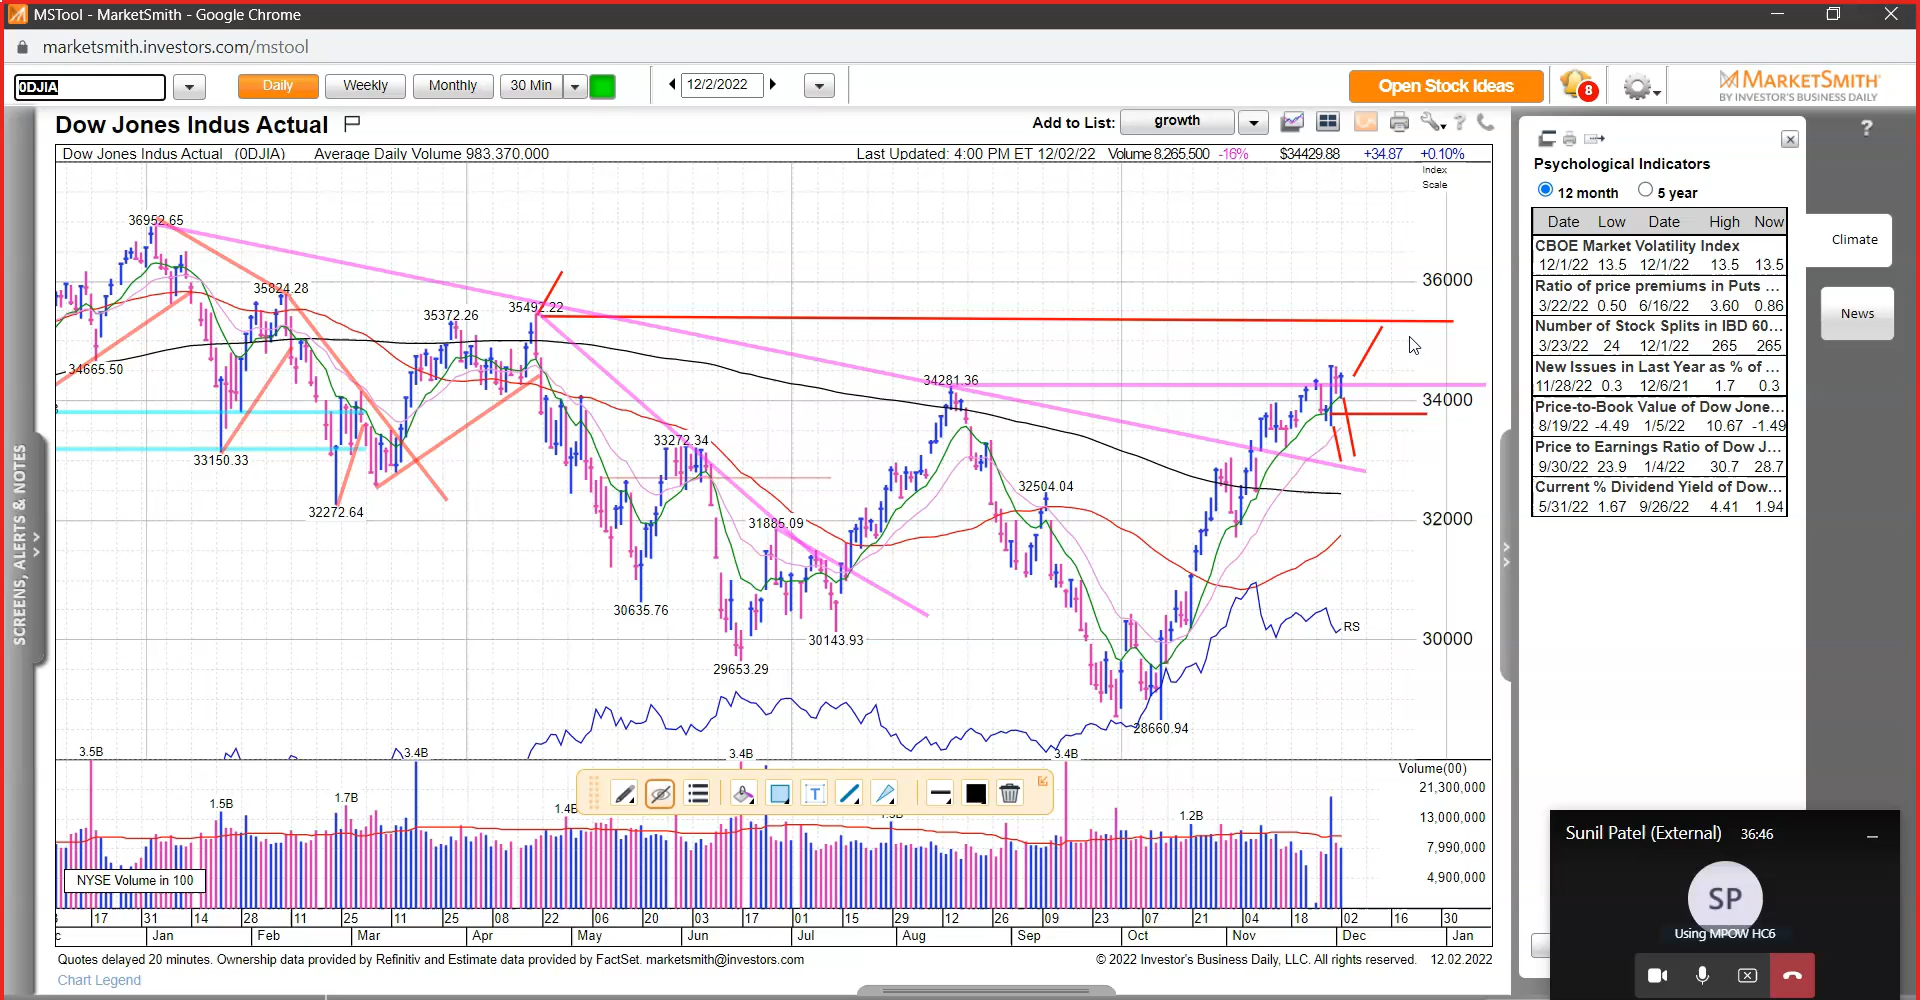 MSTool - MarketSmith - Google Chrome
marketsmith.investors.com/mstool
0DJIA
Daily
Weekly
Monthly
30 Min
12/2/2022
Open Stock Ideas
8
MARKETSMITH
BY INVESTOR'S BUSINESS DAILY
Dow Jones Indus Actual
Add to List:
growth
?
?
Dow Jones Indus Actual (0DJIA) Average Daily Volume 983,370,000
Last Updated: 4:00 PM ET 12/02/22 Volume 8,265,500 -16% $34429.88 +34.87 +0.10%
Index
Scale
36952.65
35824.28
35492.22
35372.26
34665.50
34281.36
33272.34
33150.33
32504.04
32272.64
31885.09
30635.76
30143.93
29653.29
28660.94
36000
34000
32000
30000
RS
3.5B
3.4B
3.4B
3.4B
1.5B
1.7B
1.2B
Volume(00)
21,300,000
13,000,000
7,990,000
4,900,000
NYSE Volume in 100
17 31 14 28 11 25 11 25 08 22 06 20 03 17 01 15 29 12 26 09 23 07 21 04 18 02 16 30
c Jan Feb Mar Apr May Jun Jul Aug Sep Oct Nov Dec Jan
Quotes delayed 20 minutes. Ownership data provided by Refinitiv and Estimate data provided by FactSet. marketsmith@investors.com
© 2022 Investor's Business Daily, LLC. All rights reserved. 12.02.2022
Chart Legend
SCREENS, ALERTS & NOTES
T
Psychological Indicators
12 month 5 year
Date Low Date High Now
CBOE Market Volatility Index
12/1/22 13.5 12/1/22 13.5 13.5
Ratio of price premiums in Puts ...
3/22/22 0.50 6/16/22 3.60 0.86
Number of Stock Splits in IBD 60...
3/23/22 24 12/1/22 265 265
New Issues in Last Year as % of ...
11/28/22 0.3 12/6/21 1.7 0.3
Price-to-Book Value of Dow Jone...
8/19/22 -4.49 1/5/22 10.67 -1.49
Price to Earnings Ratio of Dow J...
9/30/22 23.9 1/4/22 30.7 28.7
Current % Dividend Yield of Dow...
5/31/22 1.67 9/26/22 4.41 1.94
Climate
News
Sunil Patel (External) 36:46
SP
Using MPOW HC6